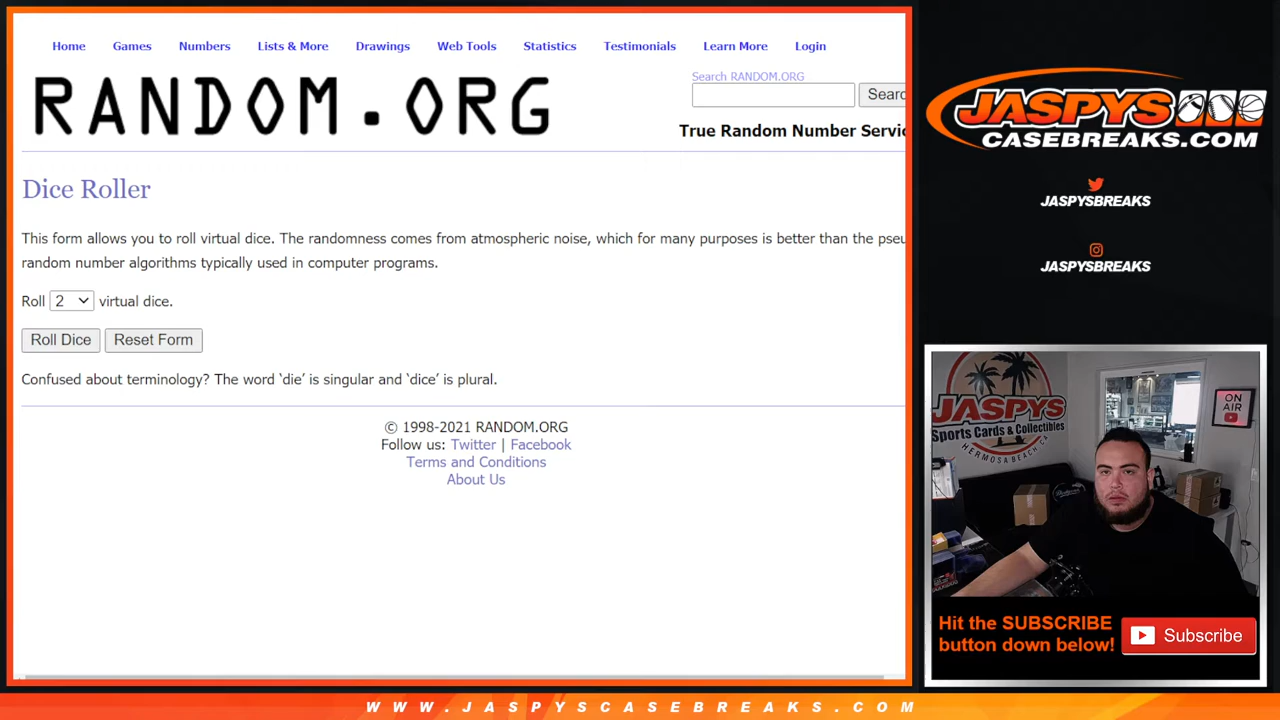 Home Games Numbers Lists & More Drawings Web Tools Statistics Testimonials Learn More Login
RANDOM.ORG
Search RANDOM.ORG
Searc
True Random Number Servic
Dice Roller
This form allows you to roll virtual dice. The randomness comes from atmospheric noise, which for many purposes is better than the pseu
random number algorithms typically used in computer programs.
Roll 2 virtual dice.
Roll Dice Reset Form
Confused about terminology? The word ‘die’ is singular and ‘dice’ is plural.
© 1998-2021 RANDOM.ORG
Follow us: Twitter | Facebook
Terms and Conditions
About Us
JASPYS
CASEBREAKS.COM
JASPYSBREAKS
JASPYSBREAKS
JASPYS
Sports Cards & Collectibles
HERMOSA BEACH CA
ON
AIR
Hit the SUBSCRIBE
button down below!
Subscribe
WWW.JASPYSCASEBREAKS.COM